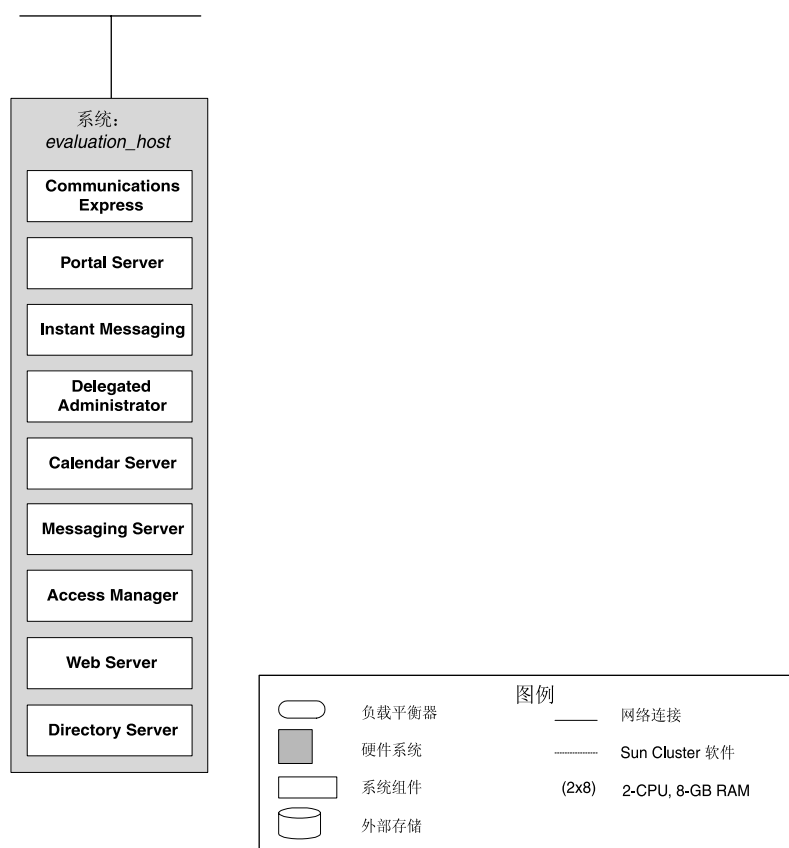 系统：
evaluation_host
Communications
Express
Portal Server
Instant Messaging
Delegated
Administrator
Calendar Server
Messaging Server
Access Manager
Web Server
Directory Server
图例
负载平衡器
硬件系统
系统组件
外部存储
网络连接
Sun Cluster 软件
(2x8) 2-CPU, 8-GB RAM